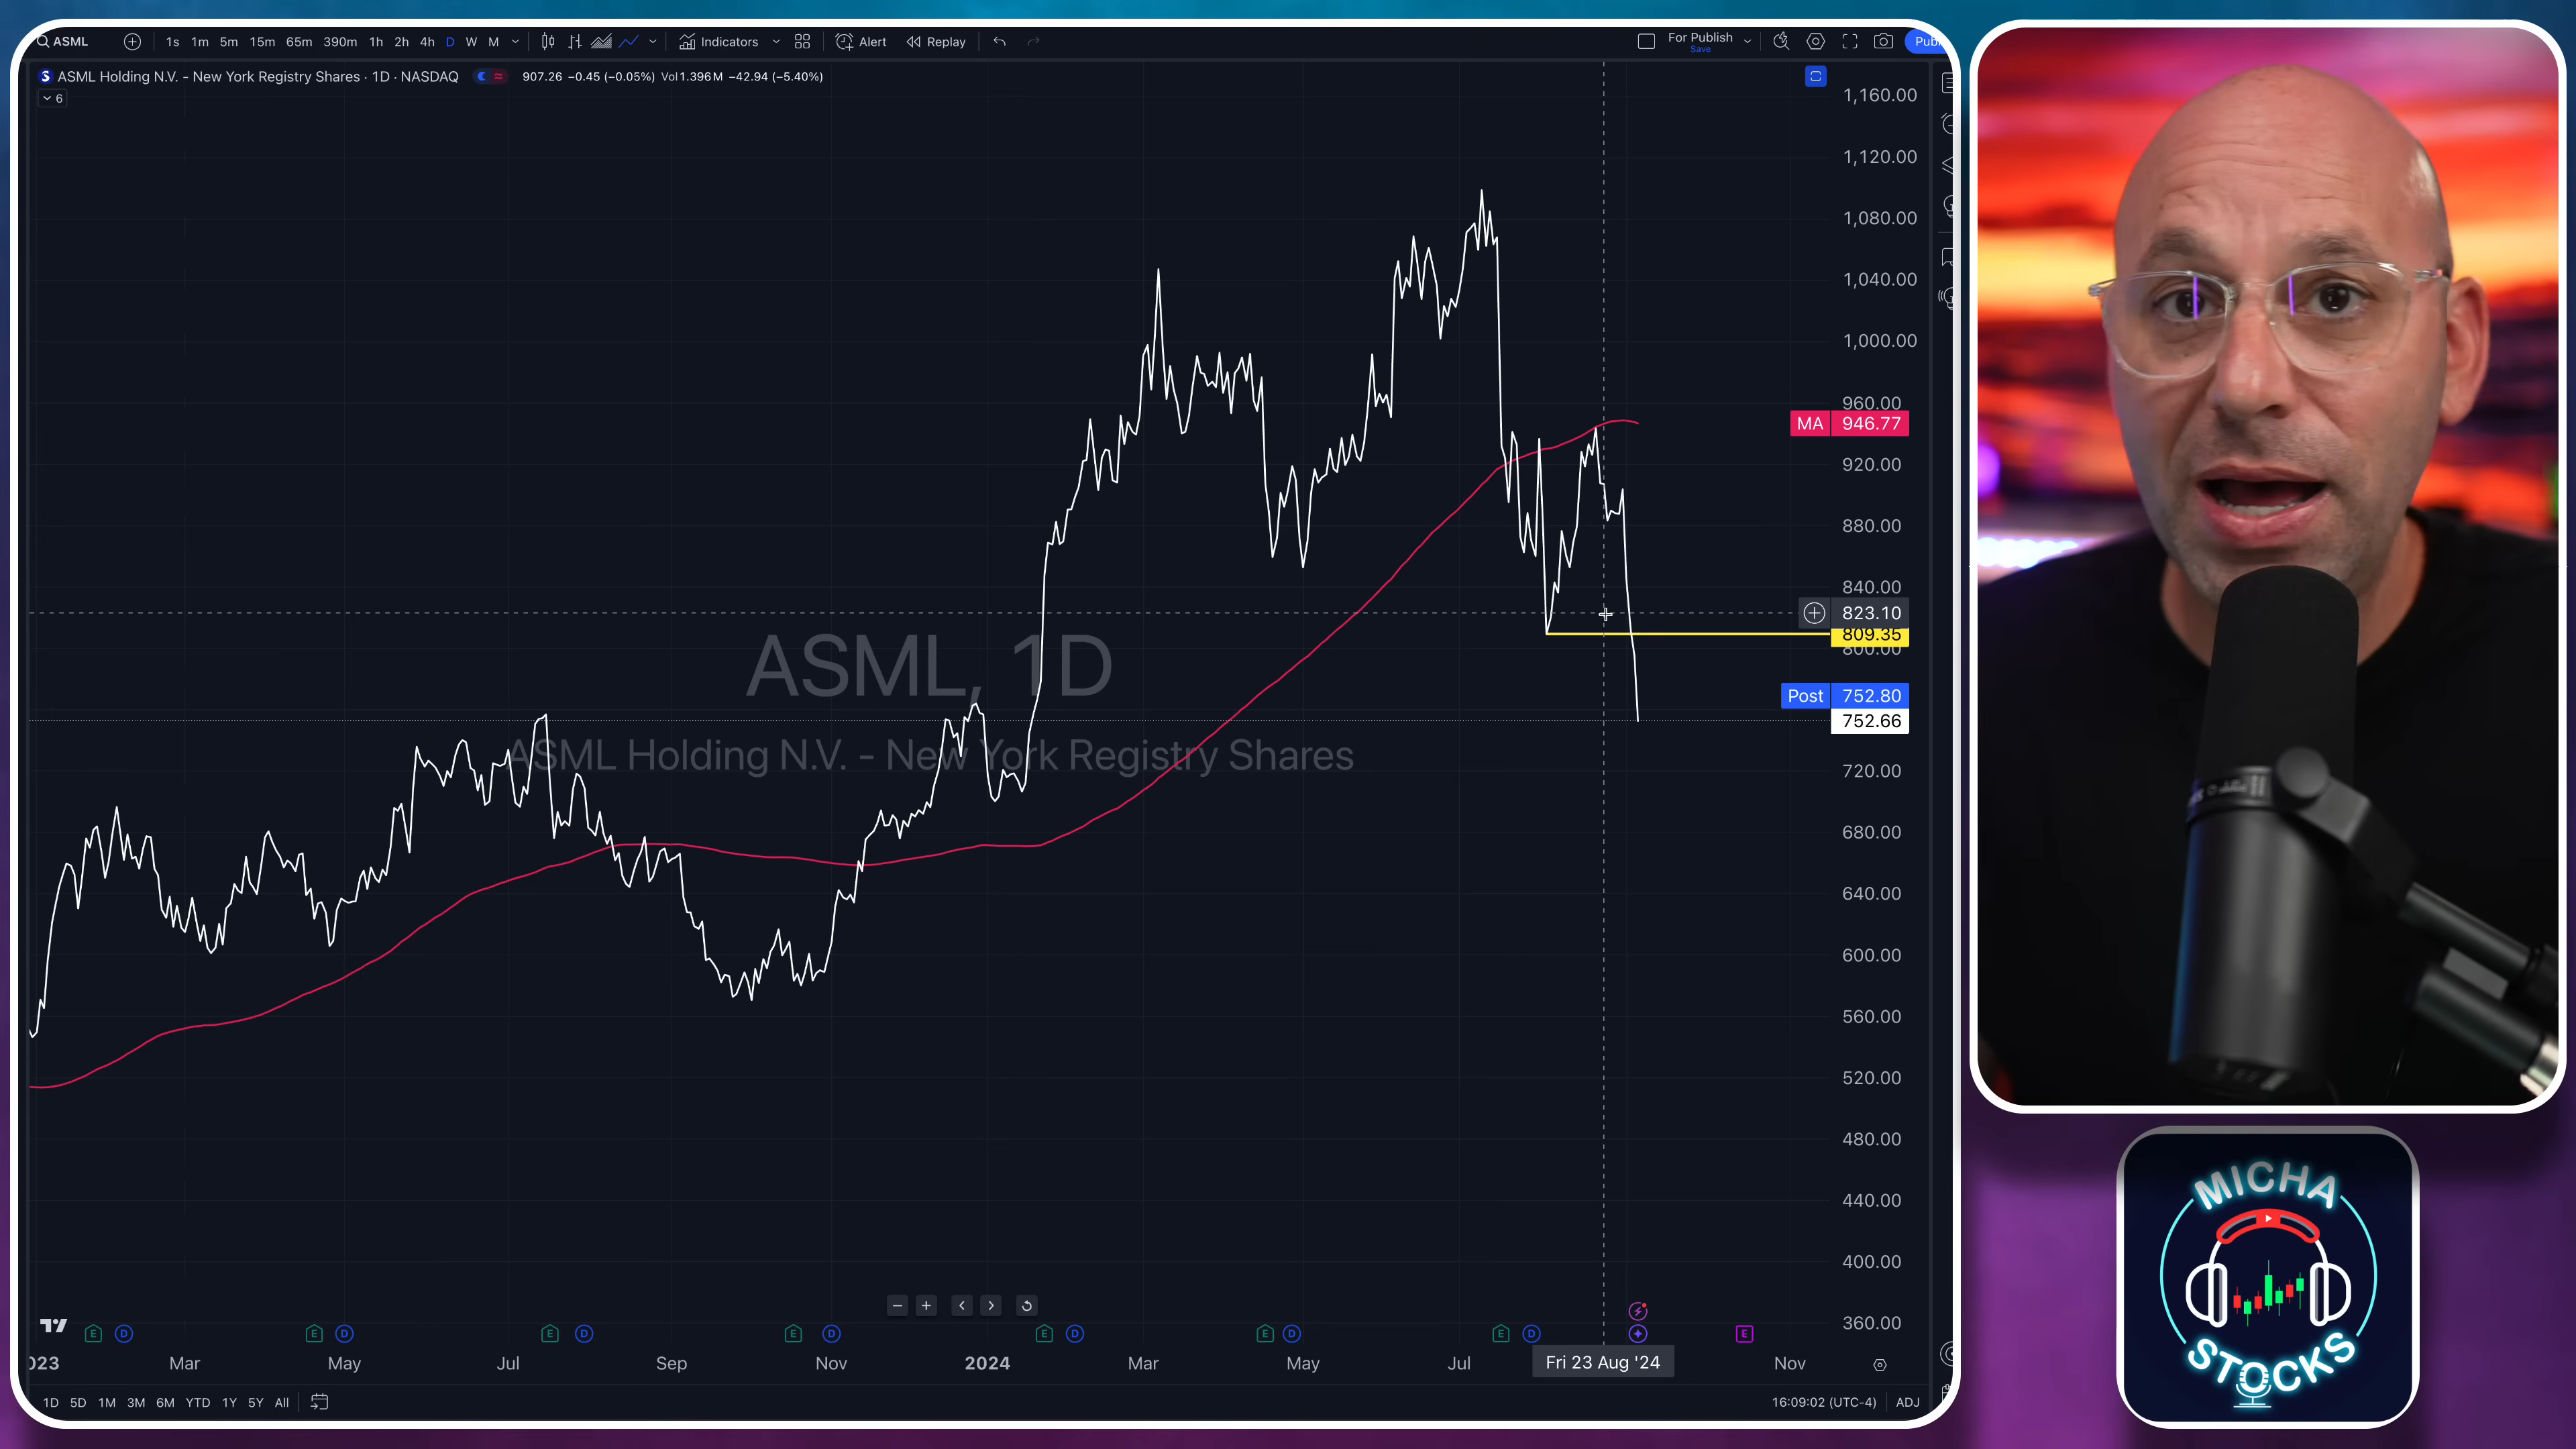 ASML
1s 1m 5m 15m 65m 390m 1h 2h 4h D W M
Indicators
Alert
Replay
For Publish
Save
ASML Holding N.V. - New York Registry Shares · 1D · NASDAQ
907.26 −0.45 (−0.05%) Vol 1.396 M −42.94 (−5.40%)
6
1,160.00
1,120.00
1,080.00
1,040.00
1,000.00
960.00
MA 946.77
920.00
880.00
840.00
823.10
809.35
800.00
Post 752.80
752.66
720.00
680.00
640.00
600.00
560.00
520.00
480.00
440.00
400.00
360.00
ASML, 1D
ASML Holding N.V. - New York Registry Shares
E D E D E D E D E D E D E D E
Mar May Jul Sep Nov 2024 Mar May Jul Fri 23 Aug '24 Nov
1D 5D 1M 3M 6M YTD 1Y 5Y All
16:09:02 (UTC-4) ADJ
MICHA
STOCKS